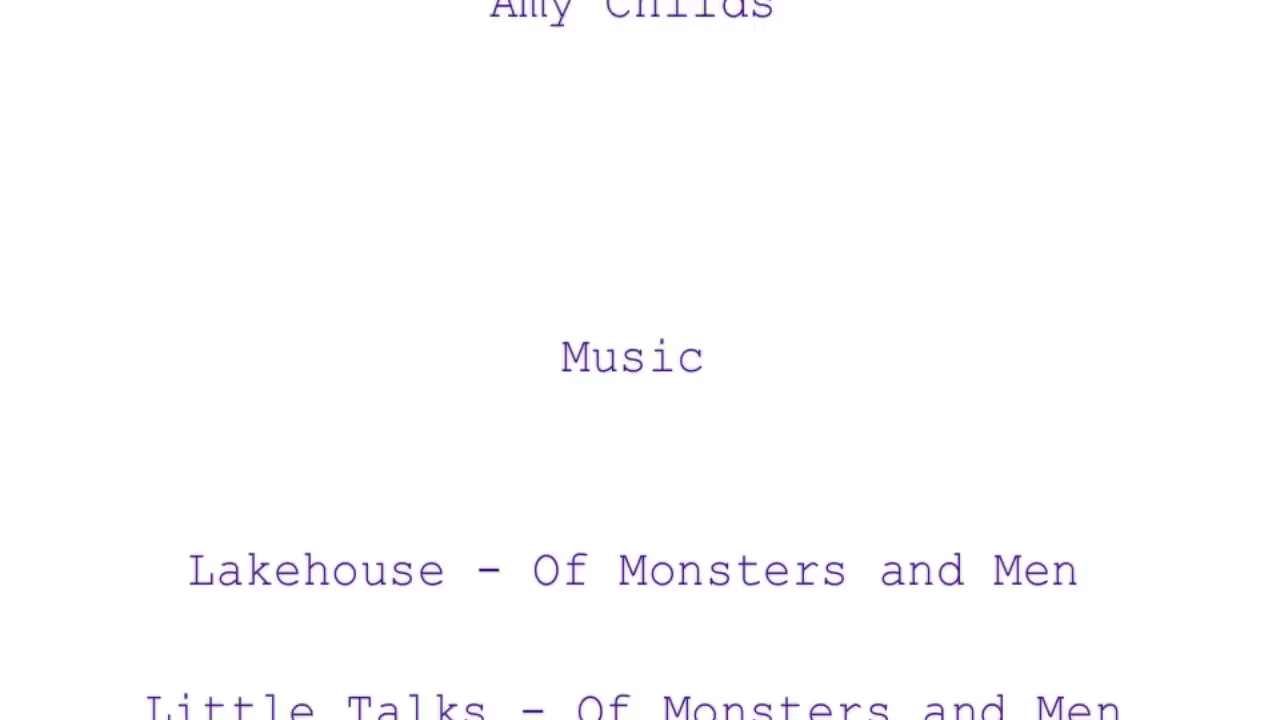 Amy Childs
Music
Lakehouse - Of Monsters and Men
Little Talks - Of Monsters and Men